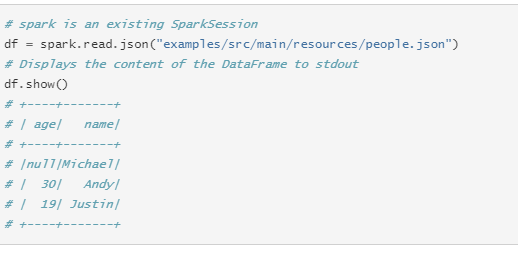 # spark is an existing SparkSession
df = spark.read.json("examples/src/main/resources/people.json")
# Displays the content of the DataFrame to stdout
df.show()
# +----+-------+
# | age|   name|
# +----+-------+
# |null|Michael|
# |  30|   Andy|
# |  19| Justin|
# +----+-------+